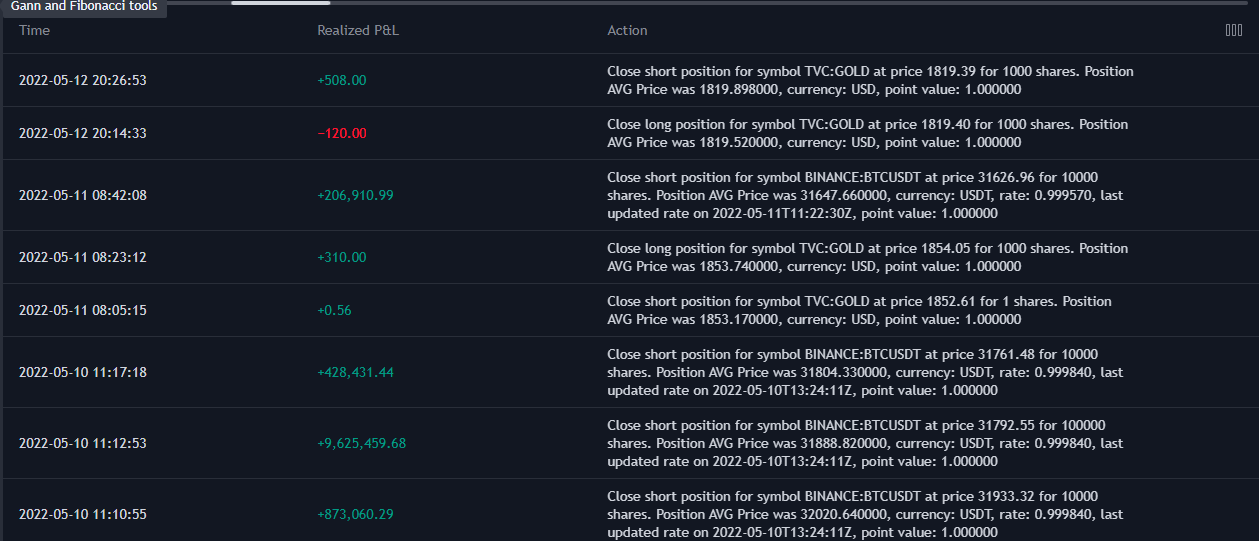 Gann and Fibonacci tools
Time Realized P&L Action
2022-05-12 20:26:53 +508.00 Close short position for symbol TVC:GOLD at price 1819.39 for 1000 shares. Position
AVG Price was 1819.898000, currency: USD, point value: 1.000000
2022-05-12 20:14:33 −120.00 Close long position for symbol TVC:GOLD at price 1819.40 for 1000 shares. Position
AVG Price was 1819.520000, currency: USD, point value: 1.000000
Close short position for symbol BINANCE:BTCUSDT at price 31626.96 for 10000
2022-05-11 08:42:08 +206,910.99 shares. Position AVG Price was 31647.660000, currency: USDT, rate: 0.999570, last
updated rate on 2022-05-11T11:22:30Z, point value: 1.000000
2022-05-11 08:23:12 +310.00 Close long position for symbol TVC:GOLD at price 1854.05 for 1000 shares. Position
AVG Price was 1853.740000, currency: USD, point value: 1.000000
2022-05-11 08:05:15 +0.56 Close short position for symbol TVC:GOLD at price 1852.61 for 1 shares. Position
AVG Price was 1853.170000, currency: USD, point value: 1.000000
Close short position for symbol BINANCE:BTCUSDT at price 31761.48 for 10000
2022-05-10 11:17:18 +428,431.44 shares. Position AVG Price was 31804.330000, currency: USDT, rate: 0.999840, last
updated rate on 2022-05-10T13:24:11Z, point value: 1.000000
Close short position for symbol BINANCE:BTCUSDT at price 31792.55 for 100000
2022-05-10 11:12:53 +9,625,459.68 shares. Position AVG Price was 31888.820000, currency: USDT, rate: 0.999840, last
updated rate on 2022-05-10T13:24:11Z, point value: 1.000000
Close short position for symbol BINANCE:BTCUSDT at price 31933.32 for 10000
2022-05-10 11:10:55 +873,060.29 shares. Position AVG Price was 32020.640000, currency: USDT, rate: 0.999840, last
updated rate on 2022-05-10T13:24:11Z, point value: 1.000000